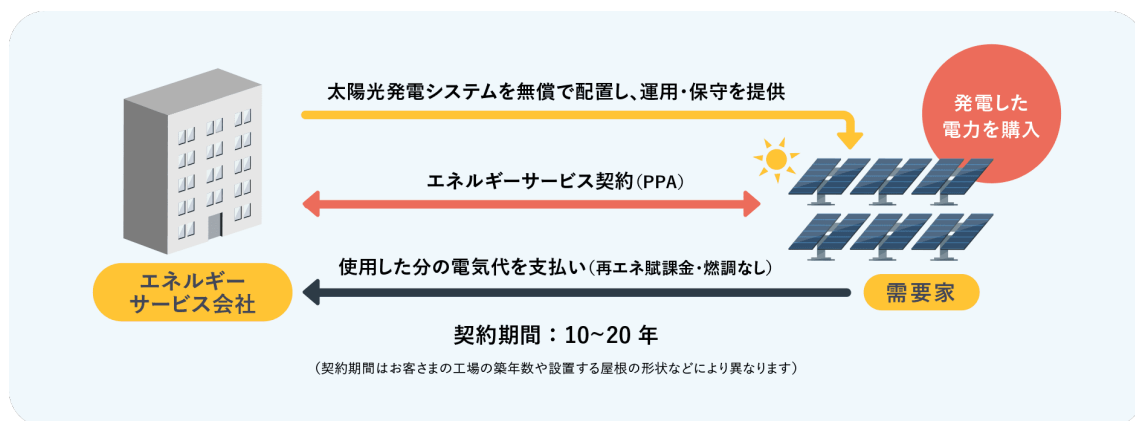 太陽光発電システムを無償で配置し、運用・保守を提供
発電した
電力を購入
エネルギーサービス契約(PPA)
使用した分の電気代を支払い(再エネ賦課金・燃調なし)
エネルギー
サービス会社
需要家
契約期間:10~20 年
(契約期間はお客さまの工場の築年数や設置する屋根の形状などにより異なります)